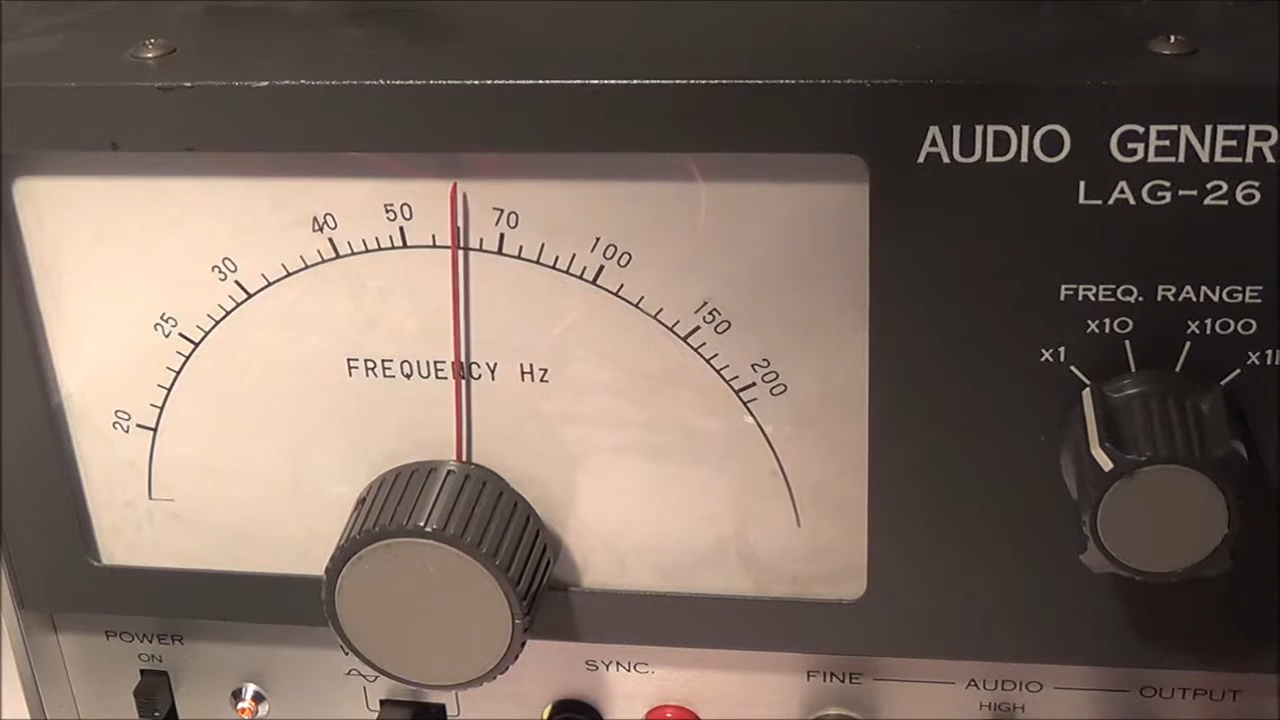 AUDIO GENER
LAG-26
40 50 70
30 100
25 150
20 200
FREQUENCY Hz
FREQ. RANGE
x10 x100
x1
POWER
ON
SYNC.
FINE AUDIO OUTPUT
HIGH